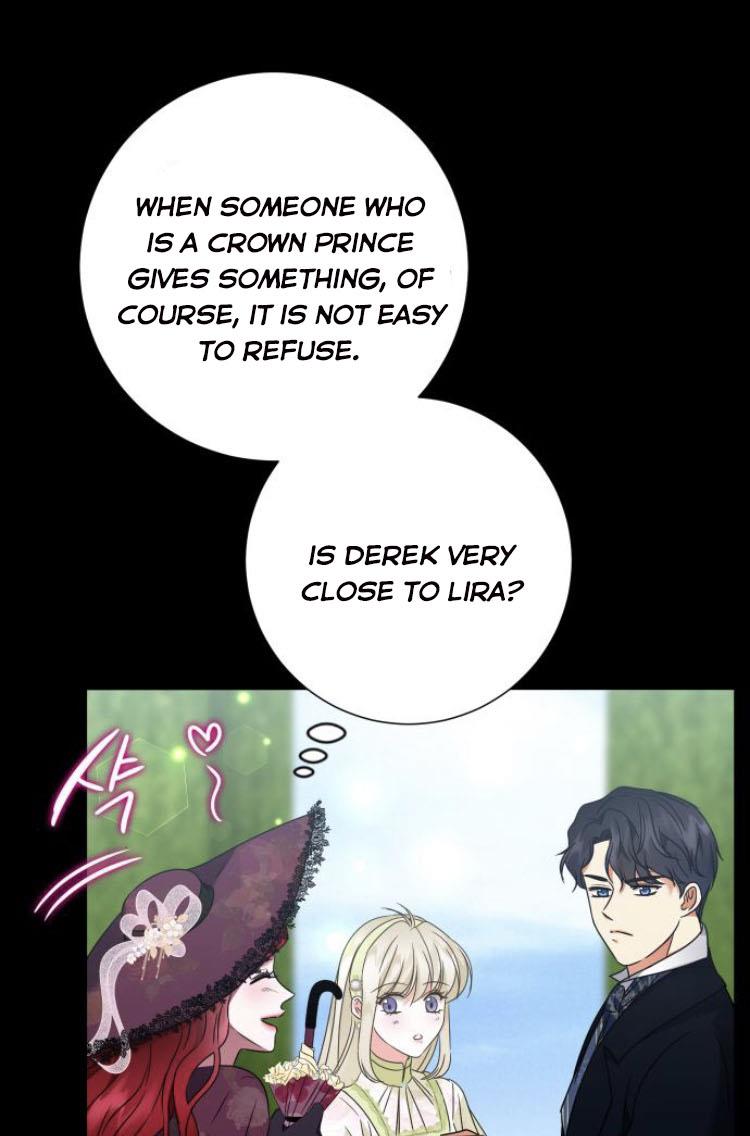 WHEN SOMEONE WHO
IS A CROWN PRINCE
GIVES SOMETHING, OF
COURSE, IT IS NOT EASY
TO REFUSE.
IS DEREK VERY
CLOSE TO LIRA?
샥